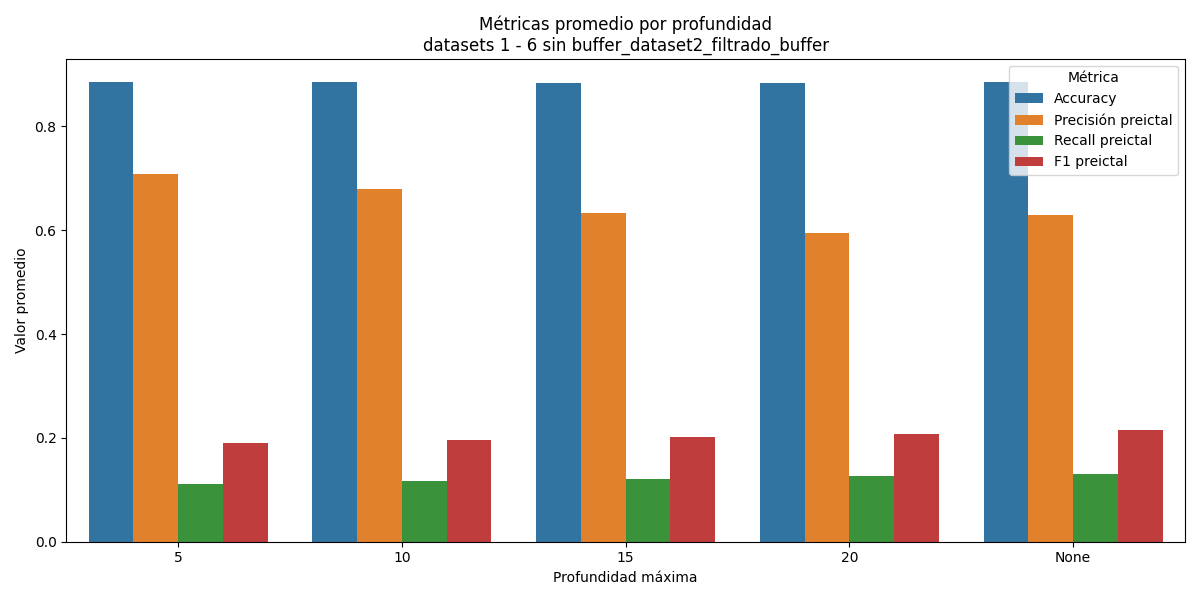 Métricas promedio por profundidad
datasets 1 - 6 sin buffer_dataset2_filtrado_buffer
Métrica
Accuracy
Precisión preictal
Recall preictal
F1 preictal
Valor promedio
0.8
0.6
0.4
0.2
0.0
5
10
15
20
None
Profundidad máxima